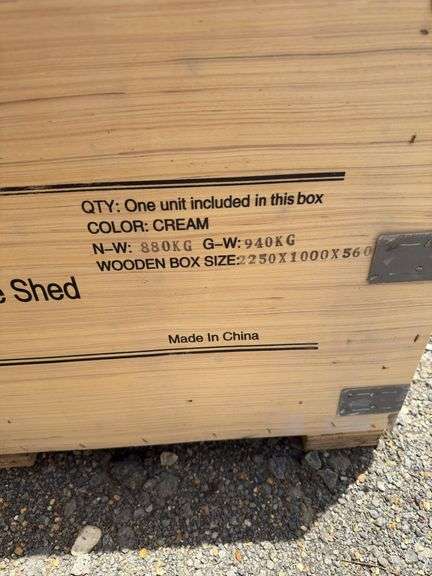 QTY: One unit included in this box
COLOR: CREAM
N-W: 880KG G-W: 940KG
WOODEN BOX SIZE:2250X1000X560
Shed
Made In China